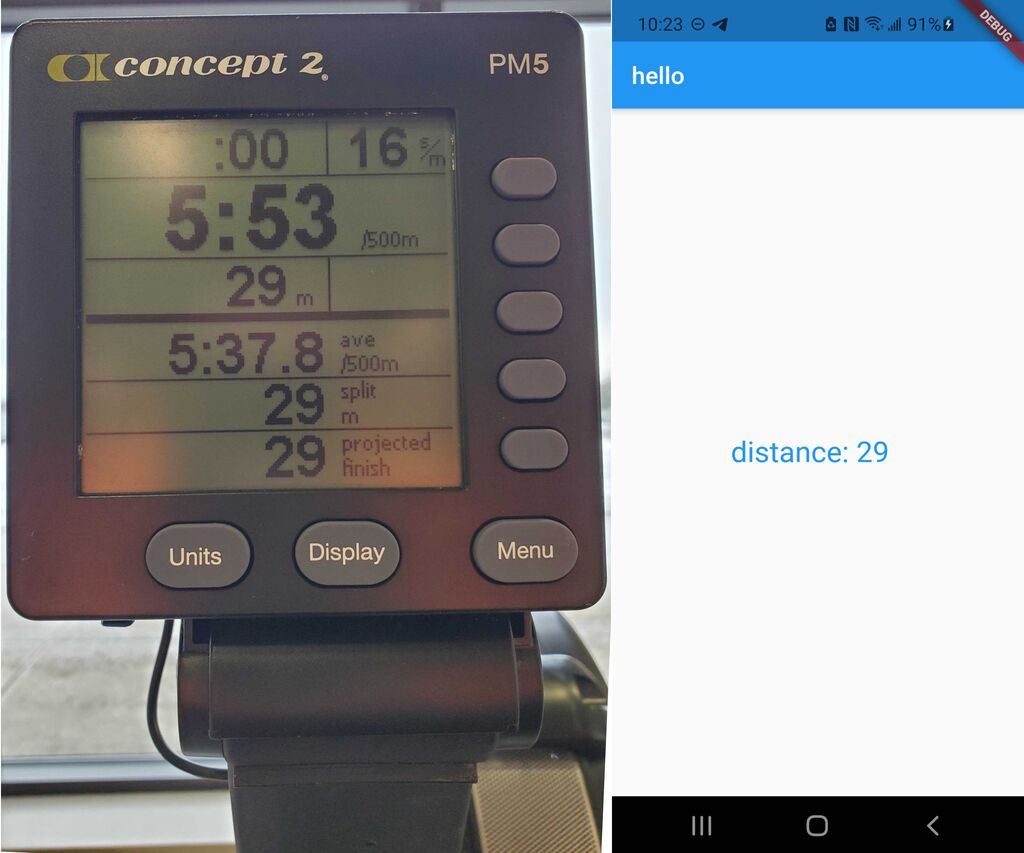 concept 2.
PM5
:00
16 s/m
5:53 /500m
29 m
5:37.8 ave /500m
29 split m
29 projected finish
Units
Display
Menu
10:23
91%
DEBUG
hello
distance: 29